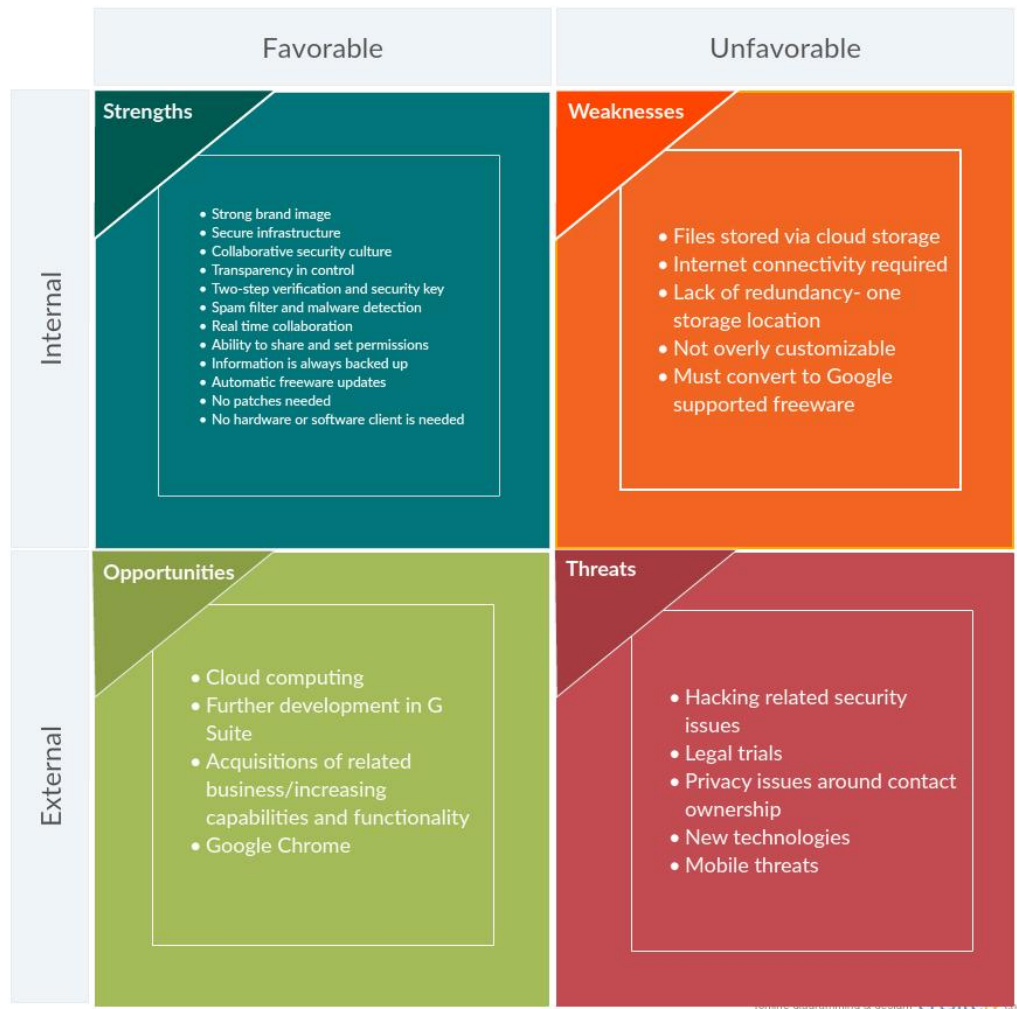 Favorable
Unfavorable
Internal
Strengths
• Strong brand image
• Secure infrastructure
• Collaborative security culture
• Transparency in control
• Two-step verification and security key
• Spam filter and malware detection
• Real time collaboration
• Ability to share and set permissions
• Information is always backed up
• Automatic freeware updates
• No patches needed
• No hardware or software client is needed
Weaknesses
• Files stored via cloud storage
• Internet connectivity required
• Lack of redundancy- one
storage location
• Not overly customizable
• Must convert to Google
supported freeware
External
Opportunities
• Cloud computing
• Further development in G
Suite
• Acquisitions of related
business/increasing
capabilities and functionality
• Google Chrome
Threats
• Hacking related security
issues
• Legal trials
• Privacy issues around contact
ownership
• New technologies
• Mobile threats